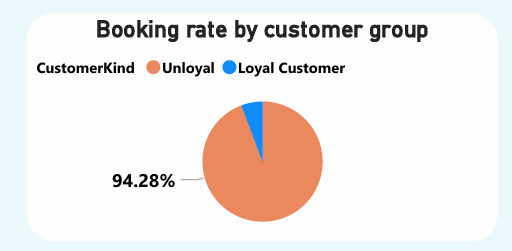 Booking rate by customer group
CustomerKind Unloyal Loyal Customer
94.28%